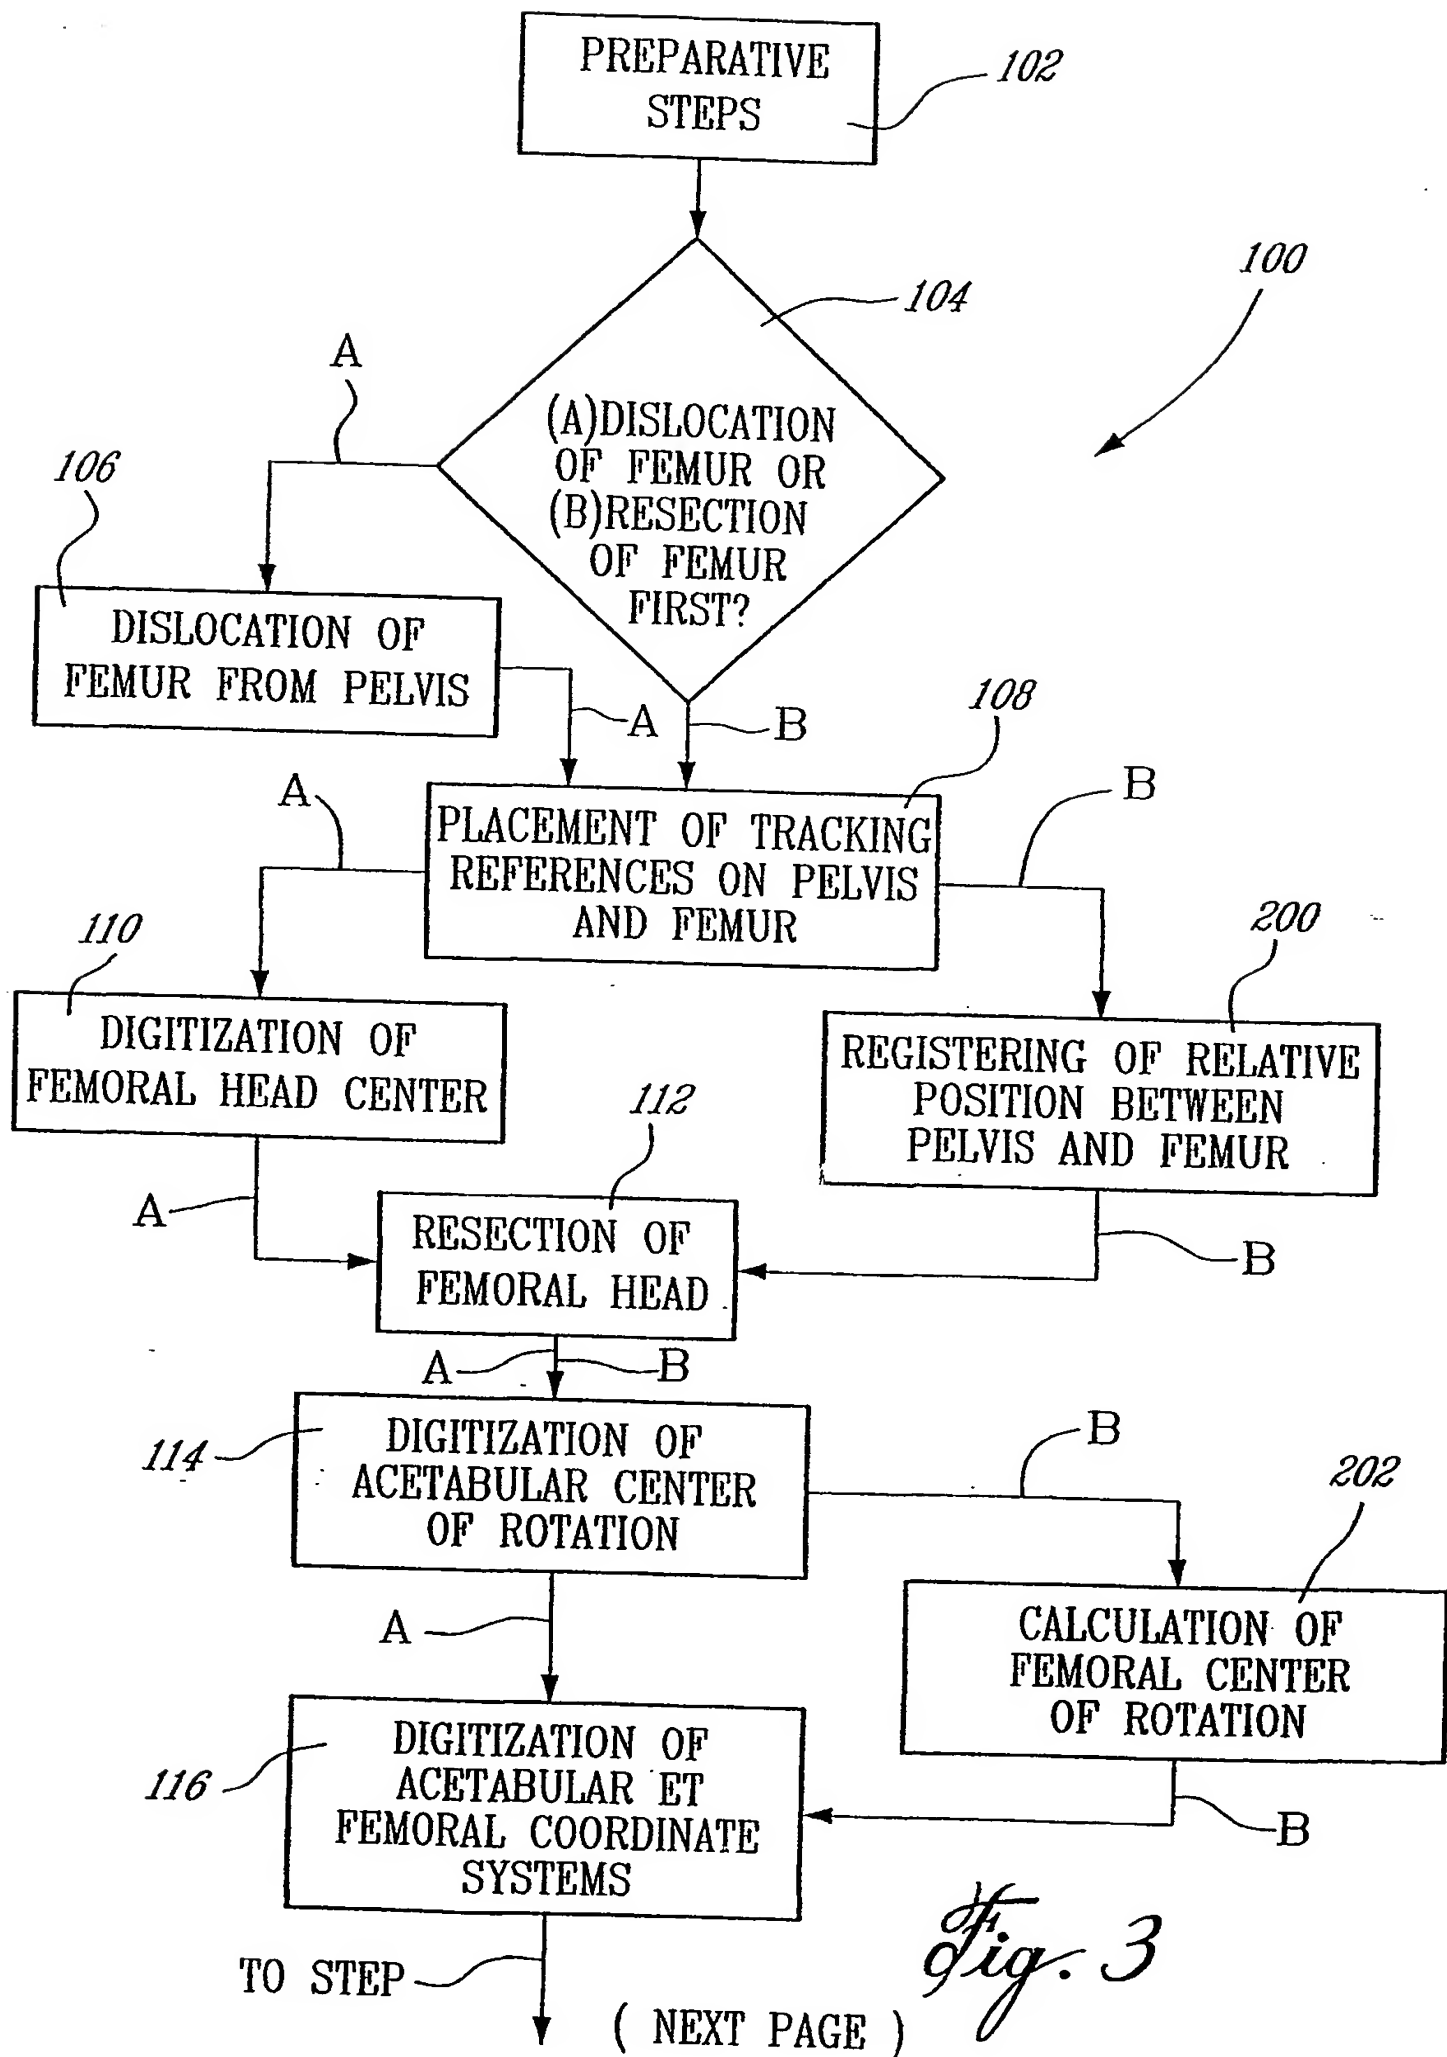 PREPARATIVE
STEPS
102
100
104
A
(A)DISLOCATION
OF FEMUR OR
(B)RESECTION
OF FEMUR
FIRST?
106
DISLOCATION OF
FEMUR FROM PELVIS
A
B
108
A
B
PLACEMENT OF TRACKING
REFERENCES ON PELVIS
AND FEMUR
110
200
DIGITIZATION OF
FEMORAL HEAD CENTER
REGISTERING OF RELATIVE
POSITION BETWEEN
PELVIS AND FEMUR
112
A
RESECTION OF
FEMORAL HEAD
B
A
B
114
DIGITIZATION OF
ACETABULAR CENTER
OF ROTATION
B
202
A
CALCULATION OF
FEMORAL CENTER
OF ROTATION
116
DIGITIZATION OF
ACETABULAR ET
FEMORAL COORDINATE
SYSTEMS
B
TO STEP
( NEXT PAGE )
Fig. 3